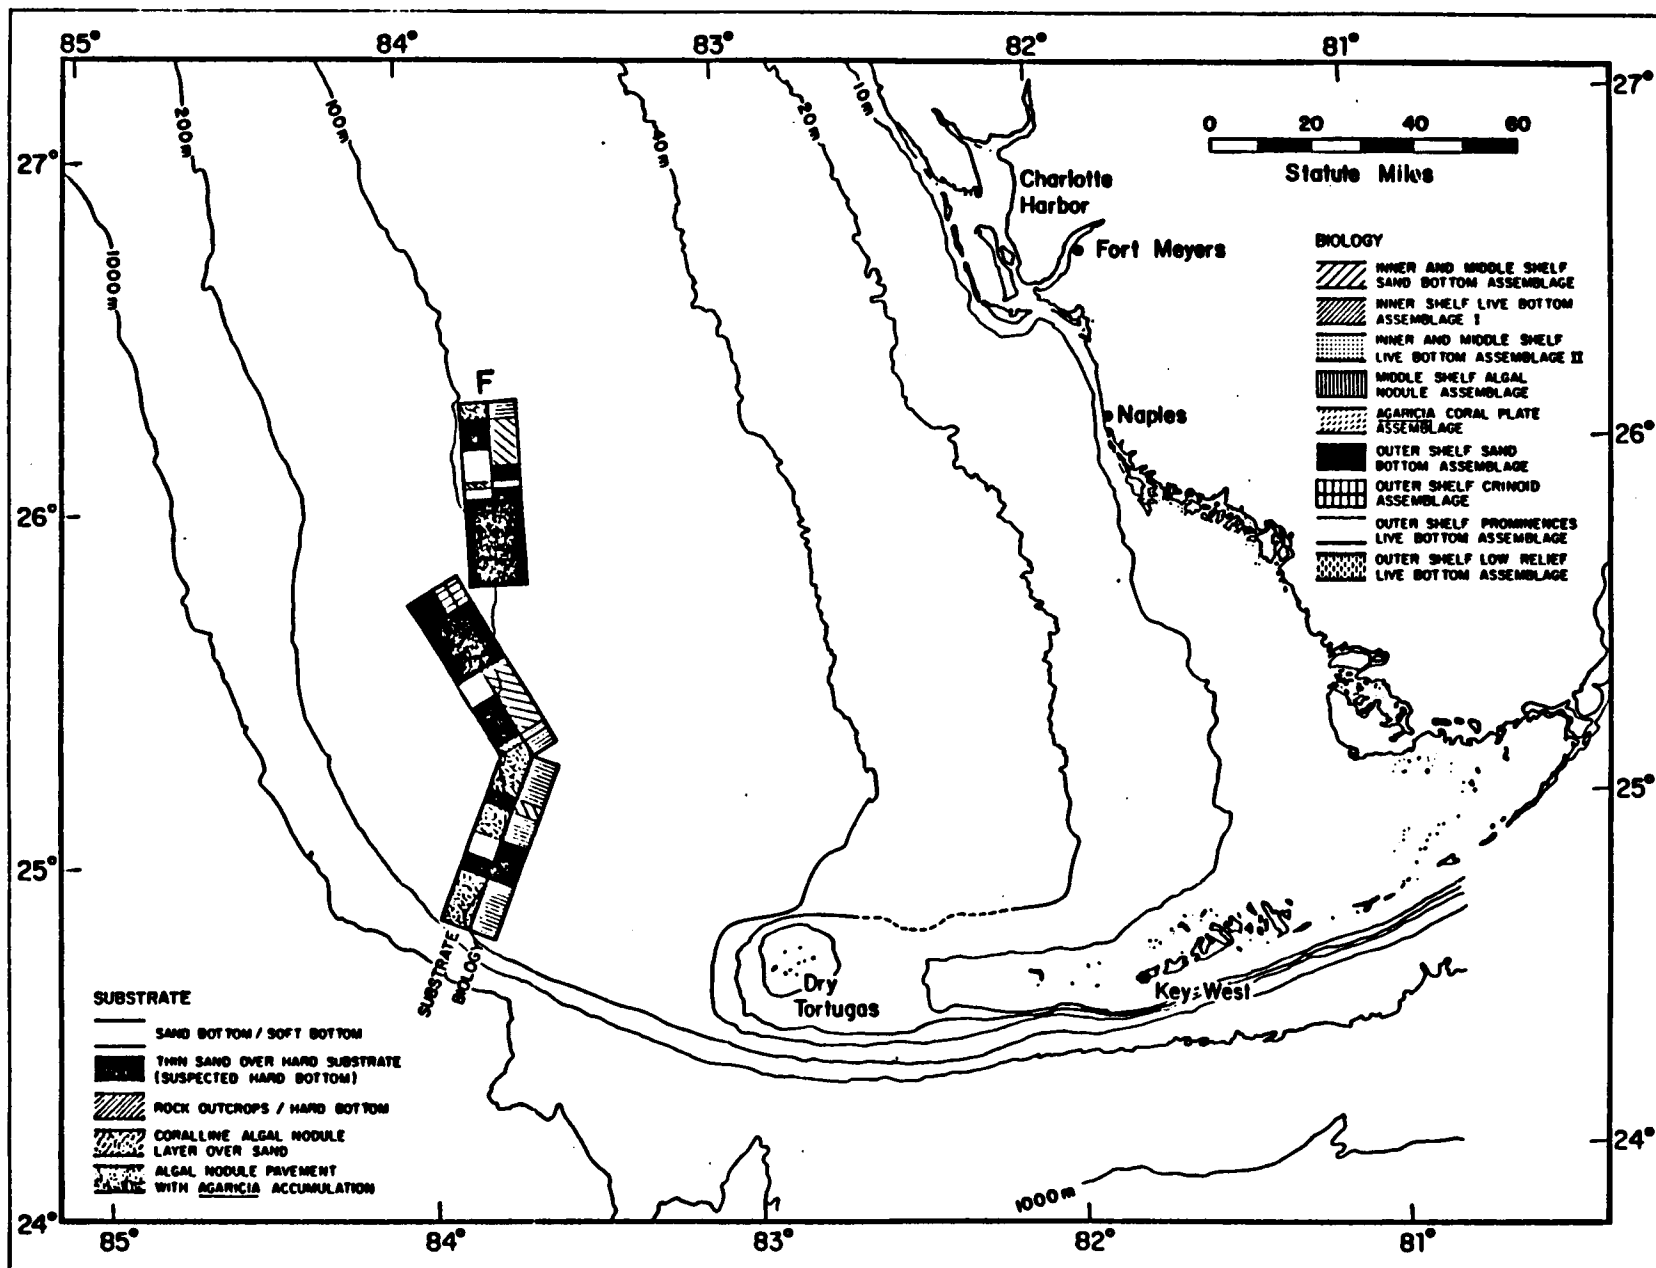 85°
84°
83°
82°
81°
27°
27°
26°
26°
25°
25°
24°
24°
200m
100m
40m
20m
10m
1000m
0 20 40 60
Statute Miles
Charlotte
Harbor
Fort Meyers
Naples
F
BIOLOGY
INNER AND MIDDLE SHELF
SAND BOTTOM ASSEMBLAGE
INNER SHELF LIVE BOTTOM
ASSEMBLAGE I
INNER AND MIDDLE SHELF
LIVE BOTTOM ASSEMBLAGE II
MIDDLE SHELF ALGAL
NODULE ASSEMBLAGE
AGARICIA CORAL PLATE
ASSEMBLAGE
OUTER SHELF SAND
BOTTOM ASSEMBLAGE
OUTER SHELF CRINOID
ASSEMBLAGE
OUTER SHELF PROMINENCES
LIVE BOTTOM ASSEMBLAGE
OUTER SHELF LOW RELIEF
LIVE BOTTOM ASSEMBLAGE
SUBSTRATE
BIOLOGY
Dry
Tortugas
Key West
SUBSTRATE
SAND BOTTOM / SOFT BOTTOM
THIN SAND OVER HARD SUBSTRATE
(SUSPECTED HARD BOTTOM)
ROCK OUTCROPS / HARD BOTTOM
CORALLINE ALGAL NODULE
LAYER OVER SAND
ALGAL NODULE PAVEMENT
WITH AGARICIA ACCUMULATION
1000m
85°
84°
83°
82°
81°